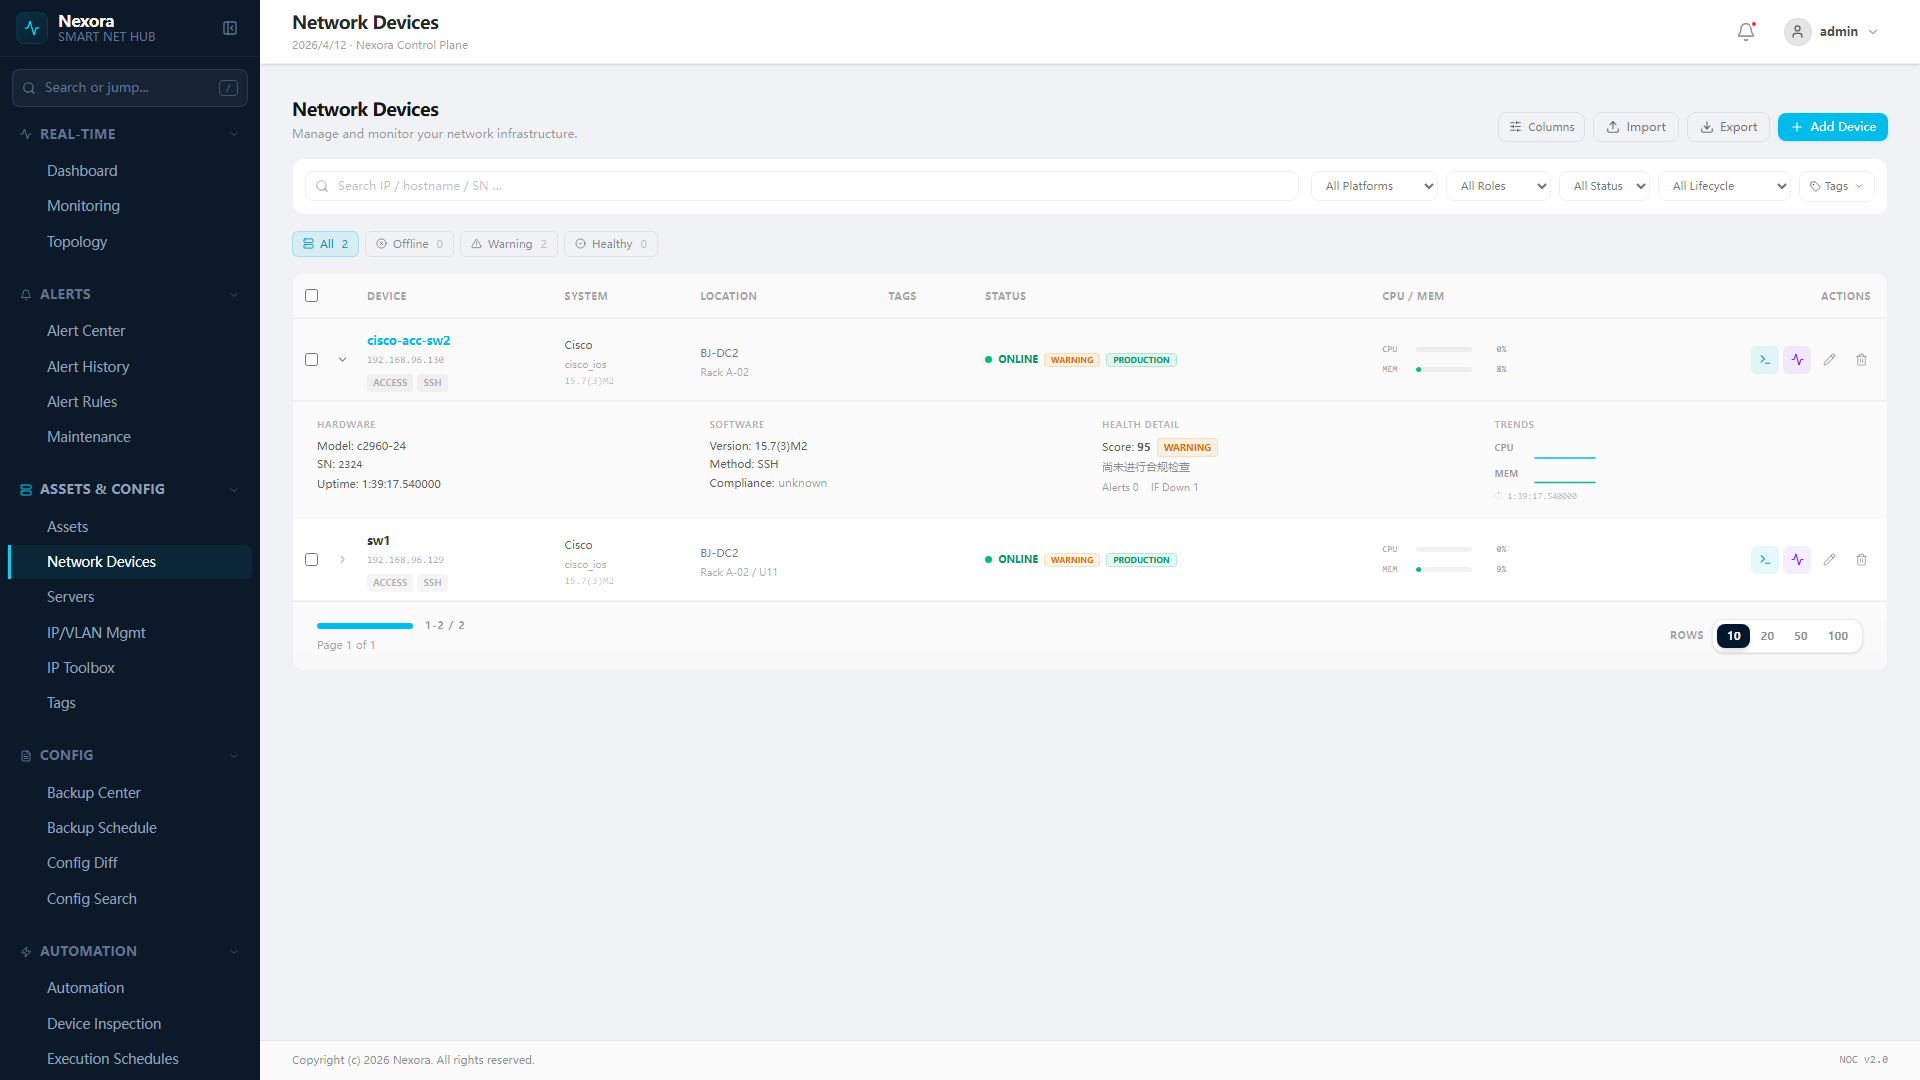 Nexora
SMART NET HUB
Search or jump...
/
REAL-TIME
Dashboard
Monitoring
Topology
ALERTS
Alert Center
Alert History
Alert Rules
Maintenance
ASSETS & CONFIG
Assets
Network Devices
Servers
IP/VLAN Mgmt
IP Toolbox
Tags
CONFIG
Backup Center
Backup Schedule
Config Diff
Config Search
AUTOMATION
Automation
Device Inspection
Execution Schedules
Network Devices
2026/4/12 · Nexora Control Plane
admin
Network Devices
Manage and monitor your network infrastructure.
Columns
Import
Export
Add Device
Search IP / hostname / SN ...
All Platforms
All Roles
All Status
All Lifecycle
Tags
All 2
Offline 0
Warning 2
Healthy 0
DEVICE SYSTEM LOCATION TAGS STATUS CPU / MEM ACTIONS
cisco-acc-sw2
192.168.96.130
ACCESS SSH
Cisco
cisco_ios
15.7(3)M2
BJ-DC2
Rack A-02
ONLINE WARNING PRODUCTION
CPU 0%
MEM 8%
HARDWARE
Model: c2960-24
SN: 2324
Uptime: 1:39:17.540000
SOFTWARE
Version: 15.7(3)M2
Method: SSH
Compliance: unknown
HEALTH DETAIL
Score: 95 WARNING
尚未进行合规检查
Alerts 0 IF Down 1
TRENDS
CPU
MEM
1:39:17.540000
sw1
192.168.96.129
ACCESS SSH
Cisco
cisco_ios
15.7(3)M2
BJ-DC2
Rack A-02 / U11
ONLINE WARNING PRODUCTION
CPU 0%
MEM 9%
1-2 / 2
Page 1 of 1
ROWS 10 20 50 100
Copyright (c) 2026 Nexora. All rights reserved.
NOC v2.0